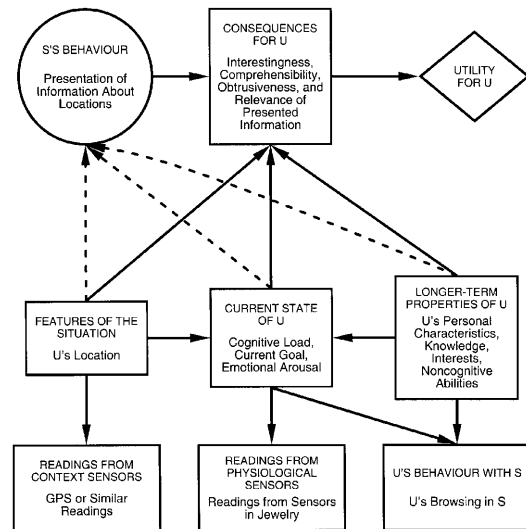 S'S BEHAVIOUR
Presentation of
Information About
Locations
CONSEQUENCES
FOR U
Interestingness,
Comprehensibility,
Obtrusiveness, and
Relevance of
Presented
Information
UTILITY
FOR U
FEATURES OF THE
SITUATION
U's Location
CURRENT STATE
OF U
Cognitive Load,
Current Goal,
Emotional Arousal
LONGER-TERM
PROPERTIES OF U
U's Personal
Characteristics,
Knowledge,
Interests,
Noncognitive
Abilities
READINGS FROM
CONTEXT SENSORS
GPS or Similar
Readings
READINGS FROM
PHYSIOLOGICAL
SENSORS
Readings from Sensors
in Jewelry
U'S BEHAVIOUR WITH S
U's Browsing in S